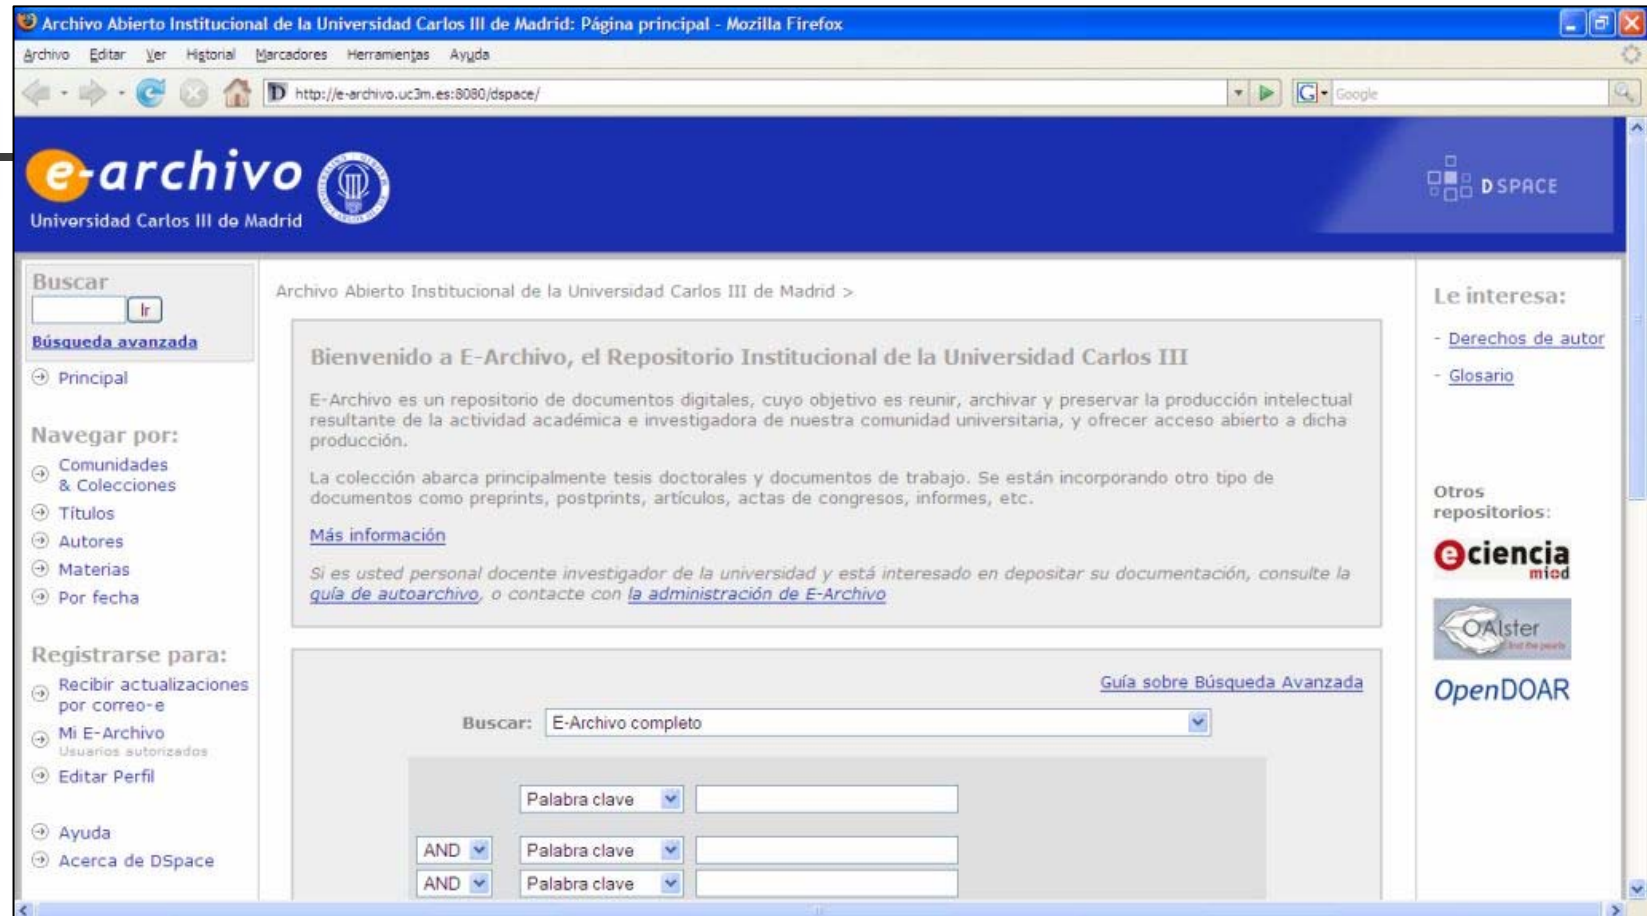 Archivo Abierto Institucional de la Universidad Carlos III de Madrid: Página principal - Mozilla Firefox
Archivo Editar Ver Historial Marcadores Herramientas Ayuda
http://e-archivo.uc3m.es:8080/dspace/
Google
e-archivo
Universidad Carlos III de Madrid
DSPACE
Buscar
Ir
Búsqueda avanzada
Principal
Navegar por:
Comunidades
& Colecciones
Títulos
Autores
Materias
Por fecha
Registrarse para:
Recibir actualizaciones
por correo-e
Mi E-Archivo
Usuarios autorizados
Editar Perfil
Ayuda
Acerca de DSpace
Archivo Abierto Institucional de la Universidad Carlos III de Madrid >
Bienvenido a E-Archivo, el Repositorio Institucional de la Universidad Carlos III
E-Archivo es un repositorio de documentos digitales, cuyo objetivo es reunir, archivar y preservar la producción intelectual
resultante de la actividad académica e investigadora de nuestra comunidad universitaria, y ofrecer acceso abierto a dicha
producción.
La colección abarca principalmente tesis doctorales y documentos de trabajo. Se están incorporando otro tipo de
documentos como preprints, postprints, artículos, actas de congresos, informes, etc.
Más información
Si es usted personal docente investigador de la universidad y está interesado en depositar su documentación, consulte la
guía de autoarchivo, o contacte con la administración de E-Archivo
Guía sobre Búsqueda Avanzada
Buscar: E-Archivo completo
Palabra clave
AND Palabra clave
AND Palabra clave
Le interesa:
- Derechos de autor
- Glosario
Otros
repositorios:
eciencia
OAIster
find the pearls
OpenDOAR